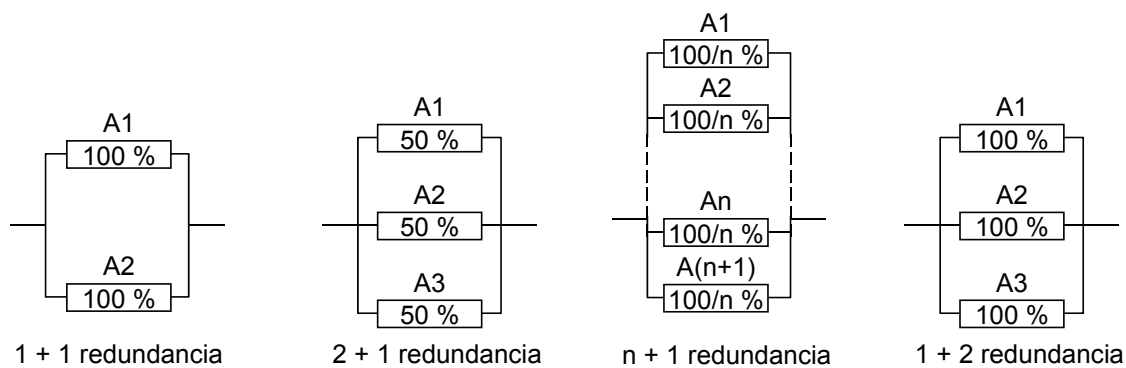 A1
100 %
A2
100 %
1 + 1 redundancia
A1
50 %
A2
50 %
A3
50 %
2 + 1 redundancia
A1
100/n %
A2
100/n %
An
100/n %
A(n+1)
100/n %
n + 1 redundancia
A1
100 %
A2
100 %
A3
100 %
1 + 2 redundancia